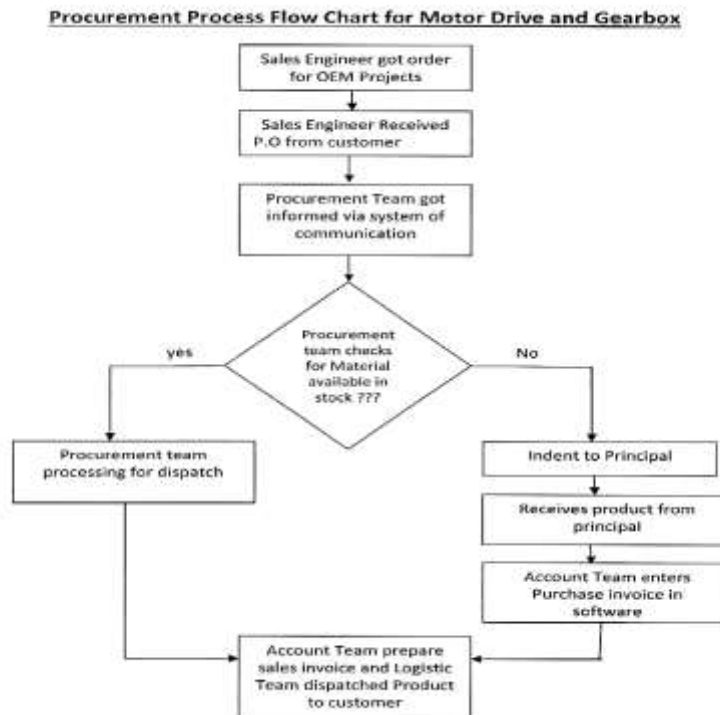 Procurement Process Flow Chart for Motor Drive and Gearbox
Sales Engineer got order
for OEM Projects
Sales Engineer Received
P.O from customer
Procurement Team got
informed via system of
communication
Procurement
team checks
for Material
available in
stock ???
yes
No
Procurement team
processing for dispatch
Indent to Principal
Receives product from
principal
Account Team enters
Purchase invoice in
software
Account Team prepare
sales invoice and Logistic
Team dispatched Product
to customer